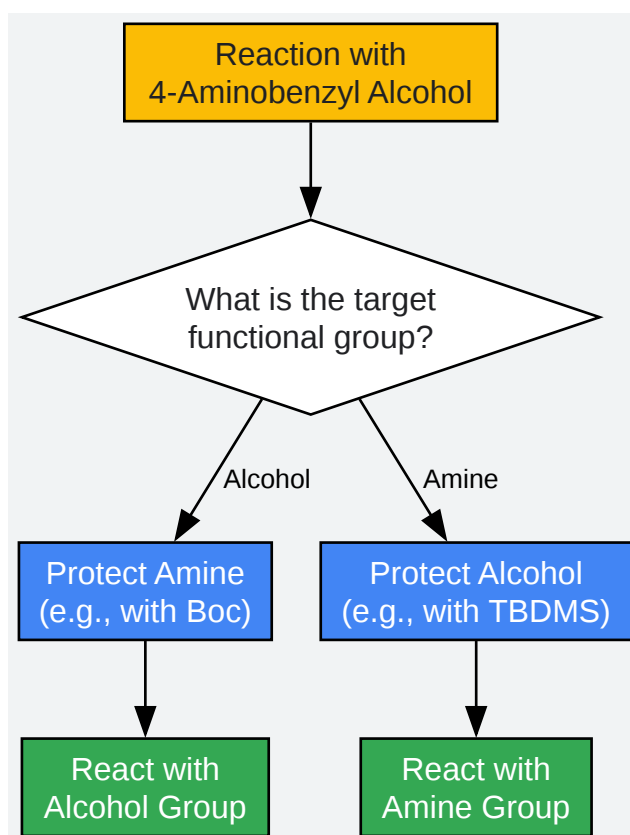 Reaction with
4-Aminobenzyl Alcohol
What is the target
functional group?
Alcohol
Amine
Protect Amine
(e.g., with Boc)
Protect Alcohol
(e.g., with TBDMS)
React with
Alcohol Group
React with
Amine Group